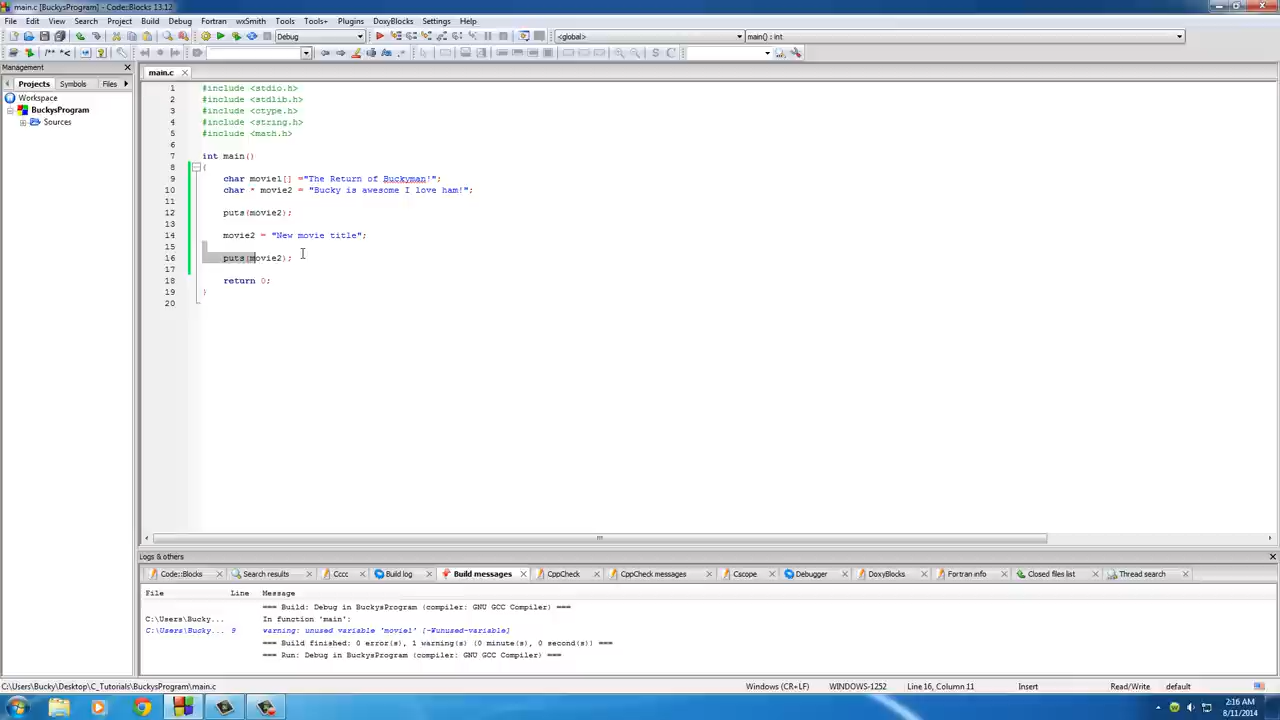 main.c [BuckysProgram] - Code::Blocks 13.12
File Edit View Search Project Build Debug Fortran wxSmith Tools Tools+ Plugins DoxyBlocks Settings Help
Debug <global> main() : int
/** *<
Management
Projects Symbols Files
Workspace
BuckysProgram
Sources
main.c
1 #include <stdio.h>
2 #include <stdlib.h>
3 #include <ctype.h>
4 #include <string.h>
5 #include <math.h>
6
7 int main()
8 {
9 char movie1[] ="The Return of Buckyman!";
10 char * movie2 = "Bucky is awesome I love ham!";
11
12 puts(movie2);
13
14 movie2 = "New movie title";
15
16 puts(movie2);
17
18 return 0;
19 }
20
Logs & others
Code::Blocks Search results Cccc Build log Build messages CppCheck CppCheck messages Cscope Debugger DoxyBlocks Fortran info Closed files list Thread search
File Line Message
=== Build: Debug in BuckysProgram (compiler: GNU GCC Compiler) ===
C:\Users\Bucky... In function 'main':
C:\Users\Bucky... 9 warning: unused variable 'movie1' [-Wunused-variable]
=== Build finished: 0 error(s), 1 warning(s) (0 minute(s), 0 second(s)) ===
=== Run: Debug in BuckysProgram (compiler: GNU GCC Compiler) ===
C:\Users\Bucky\Desktop\C_Tutorials\BuckysProgram\main.c Windows (CR+LF) WINDOWS-1252 Line 16, Column 11 Insert Read/Write default
2:16 AM
8/11/2014